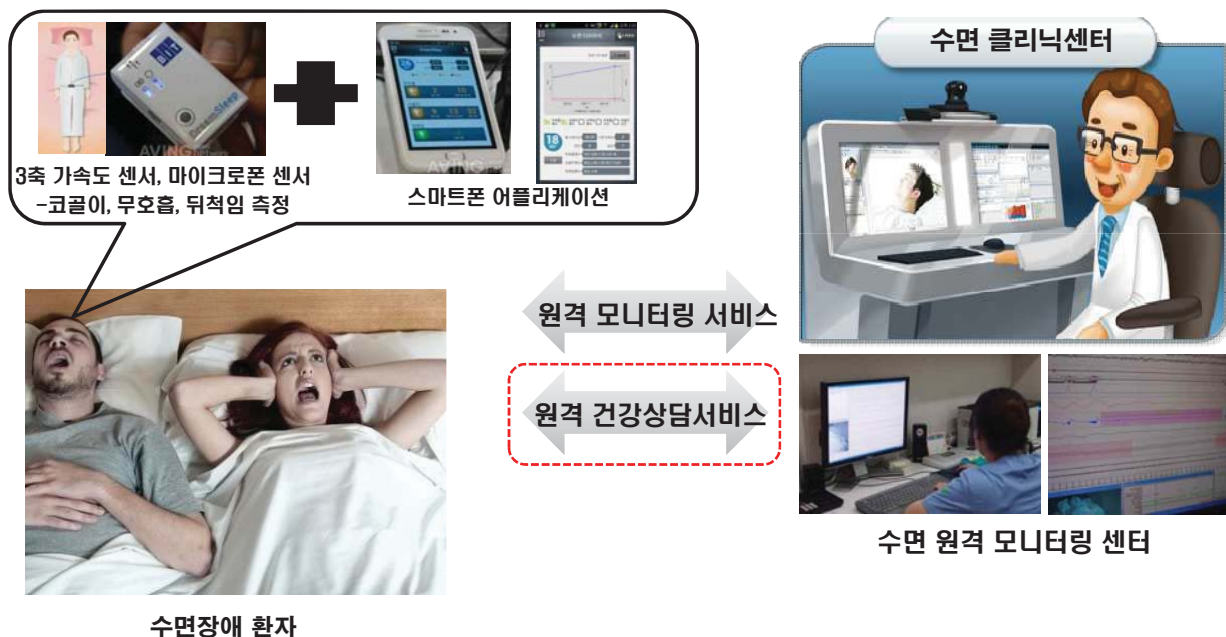 수면 클리닉센터
DreamSleep
AVING
3축 가속도 센서, 마이크로폰 센서
-코골이, 무호흡, 뒤척임 측정
스마트폰 어플리케이션
18
원격 모니터링 서비스
원격 건강상담서비스
수면 원격 모니터링 센터
수면장애 환자